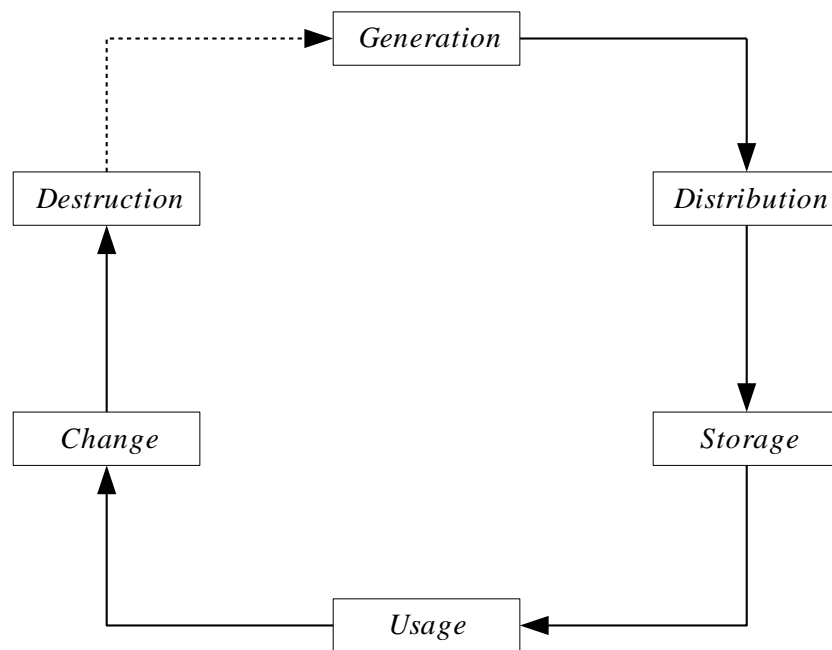 Generation
Destruction
Distribution
Change
Storage
Usage